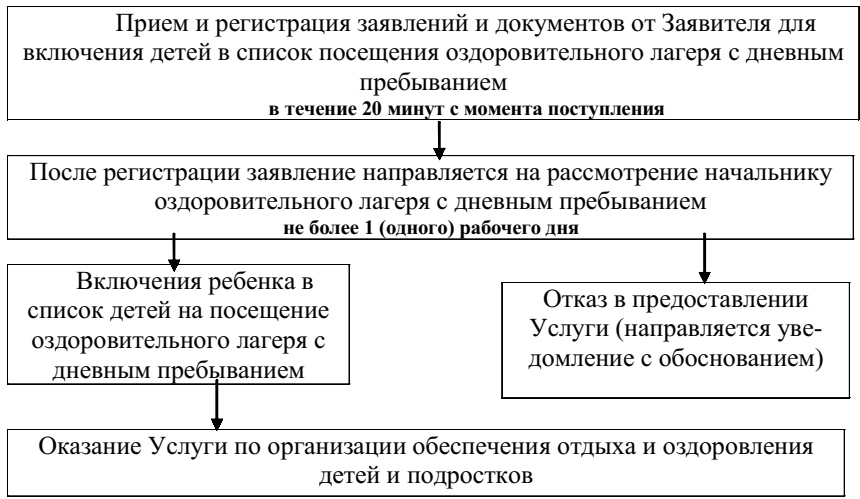 Прием и регистрация заявлений и документов от Заявителя для
включения детей в список посещения оздоровительного лагеря с дневным
пребыванием
в течение 20 минут с момента поступления
После регистрации заявление направляется на рассмотрение начальнику
оздоровительного лагеря с дневным пребыванием
не более 1 (одного) рабочего дня
Включения ребенка в
список детей на посещение
оздоровительного лагеря с
дневным пребыванием
Отказ в предоставлении
Услуги (направляется уве-
домление с обоснованием)
Оказание Услуги по организации обеспечения отдыха и оздоровления
детей и подростков